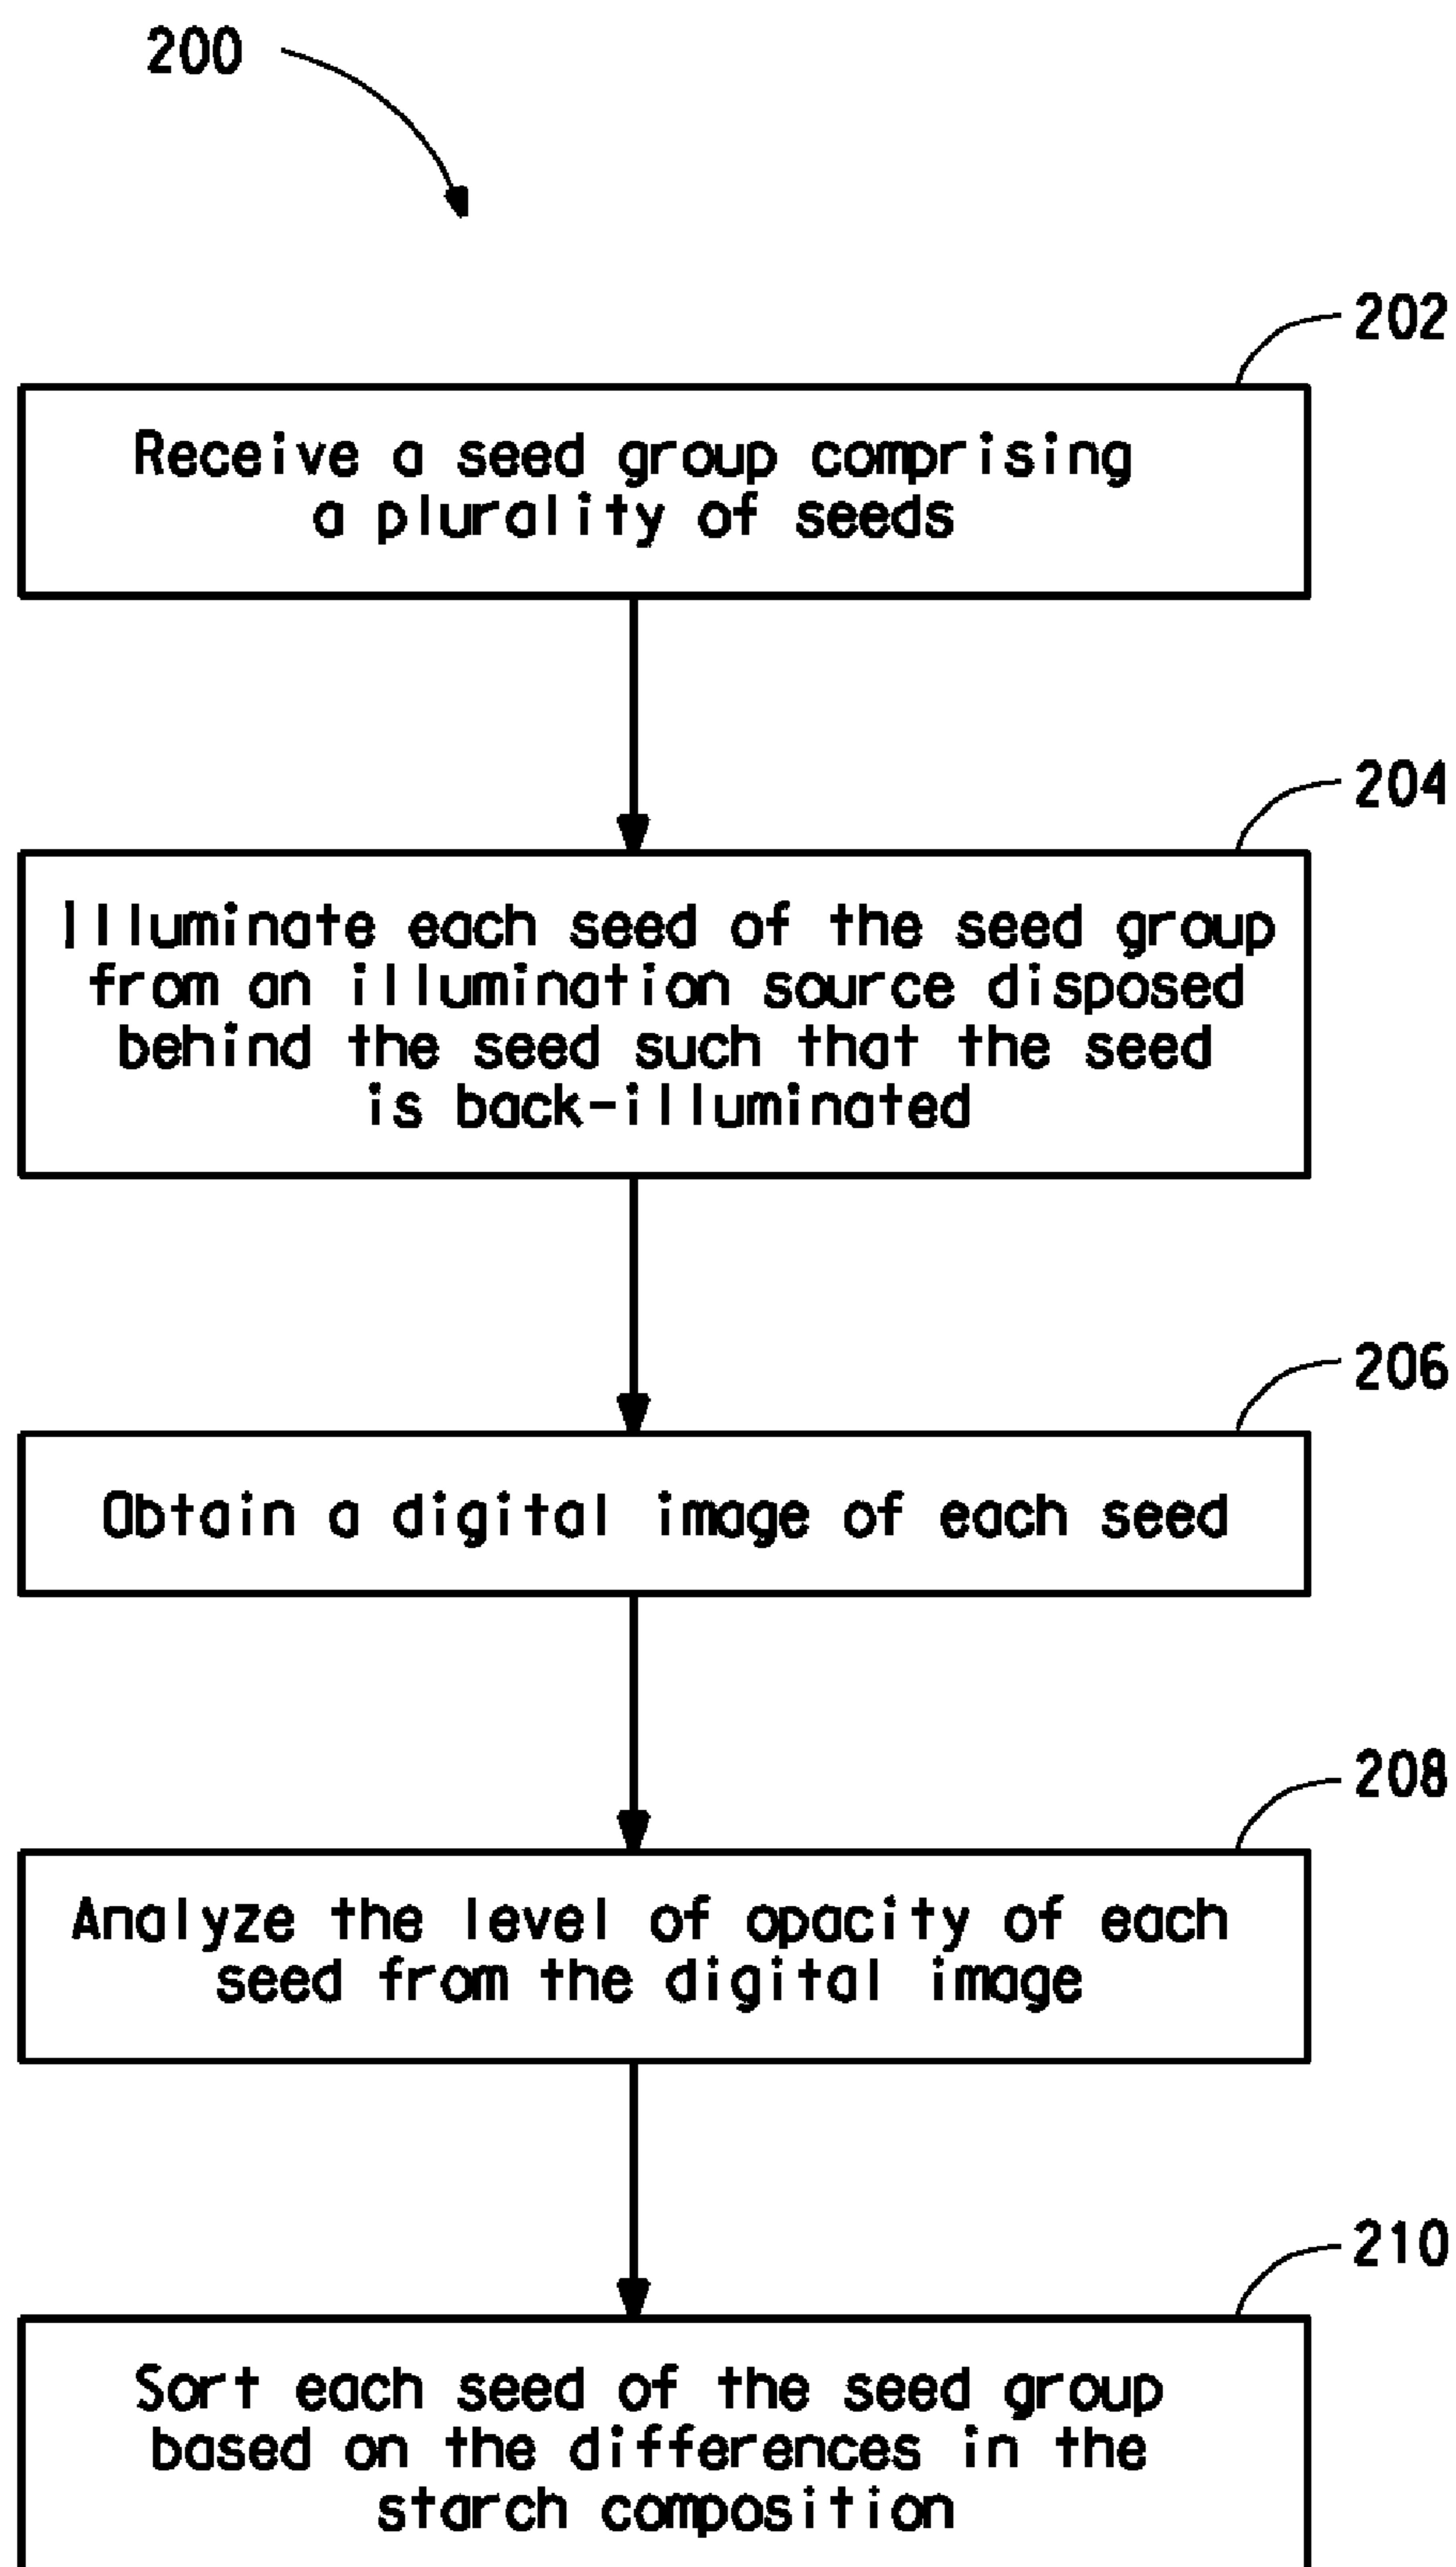 200
202
Receive a seed group comprising
a plurality of seeds
204
Illuminate each seed of the seed group
from an illumination source disposed
behind the seed such that the seed
is back-illuminated
206
Obtain a digital image of each seed
208
Analyze the level of opacity of each
seed from the digital image
210
Sort each seed of the seed group
based on the differences in the
starch composition